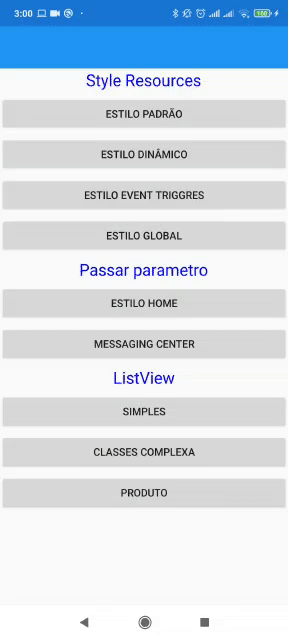 3:00
100
Style Resources
ESTILO PADRÃO
ESTILO DINÂMICO
ESTILO EVENT TRIGGRES
ESTILO GLOBAL
Passar parametro
ESTILO HOME
MESSAGING CENTER
ListView
SIMPLES
CLASSES COMPLEXA
PRODUTO